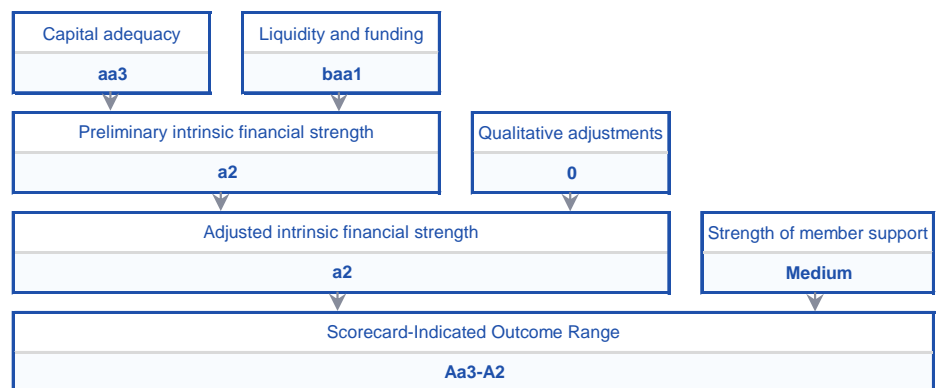 Capital adequacy
Liquidity and funding
aa3
baa1
Preliminary intrinsic financial strength
Qualitative adjustments
a2
0
Adjusted intrinsic financial strength
Strength of member support
a2
Medium
Scorecard-Indicated Outcome Range
Aa3-A2